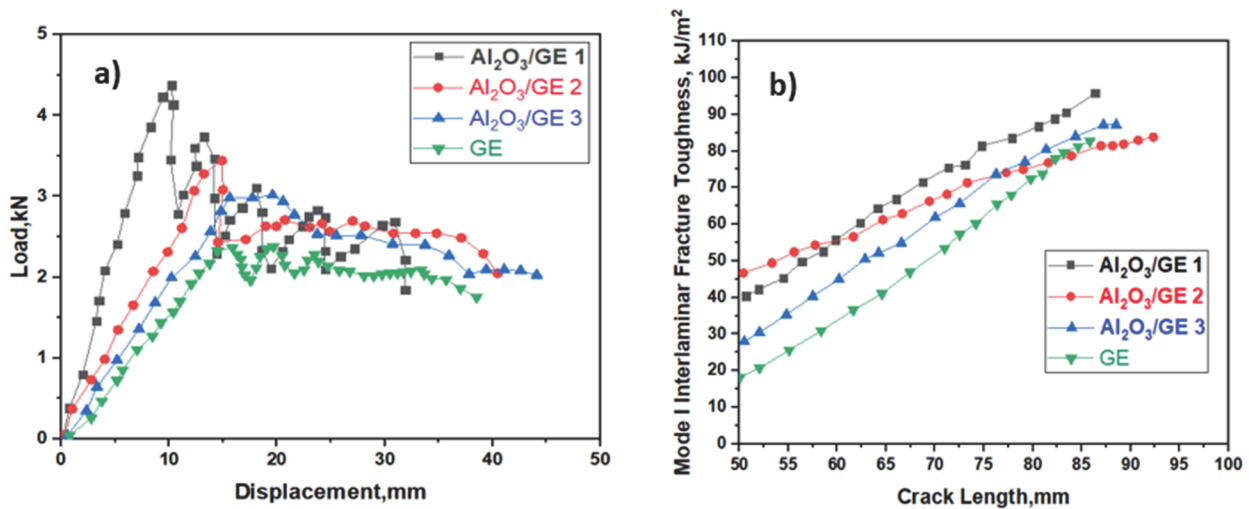 a)
Load,kN
5
4
3
2
1
0
Al₂O₃/GE 1
Al₂O₃/GE 2
Al₂O₃/GE 3
GE
0 10 20 30 40 50
Displacement,mm
b)
Mode I Interlaminar Fracture Toughness, kJ/m²
110
100
90
80
70
60
50
40
30
20
10
0
Al₂O₃/GE 1
Al₂O₃/GE 2
Al₂O₃/GE 3
GE
50 55 60 65 70 75 80 85 90 95 100
Crack Length,mm